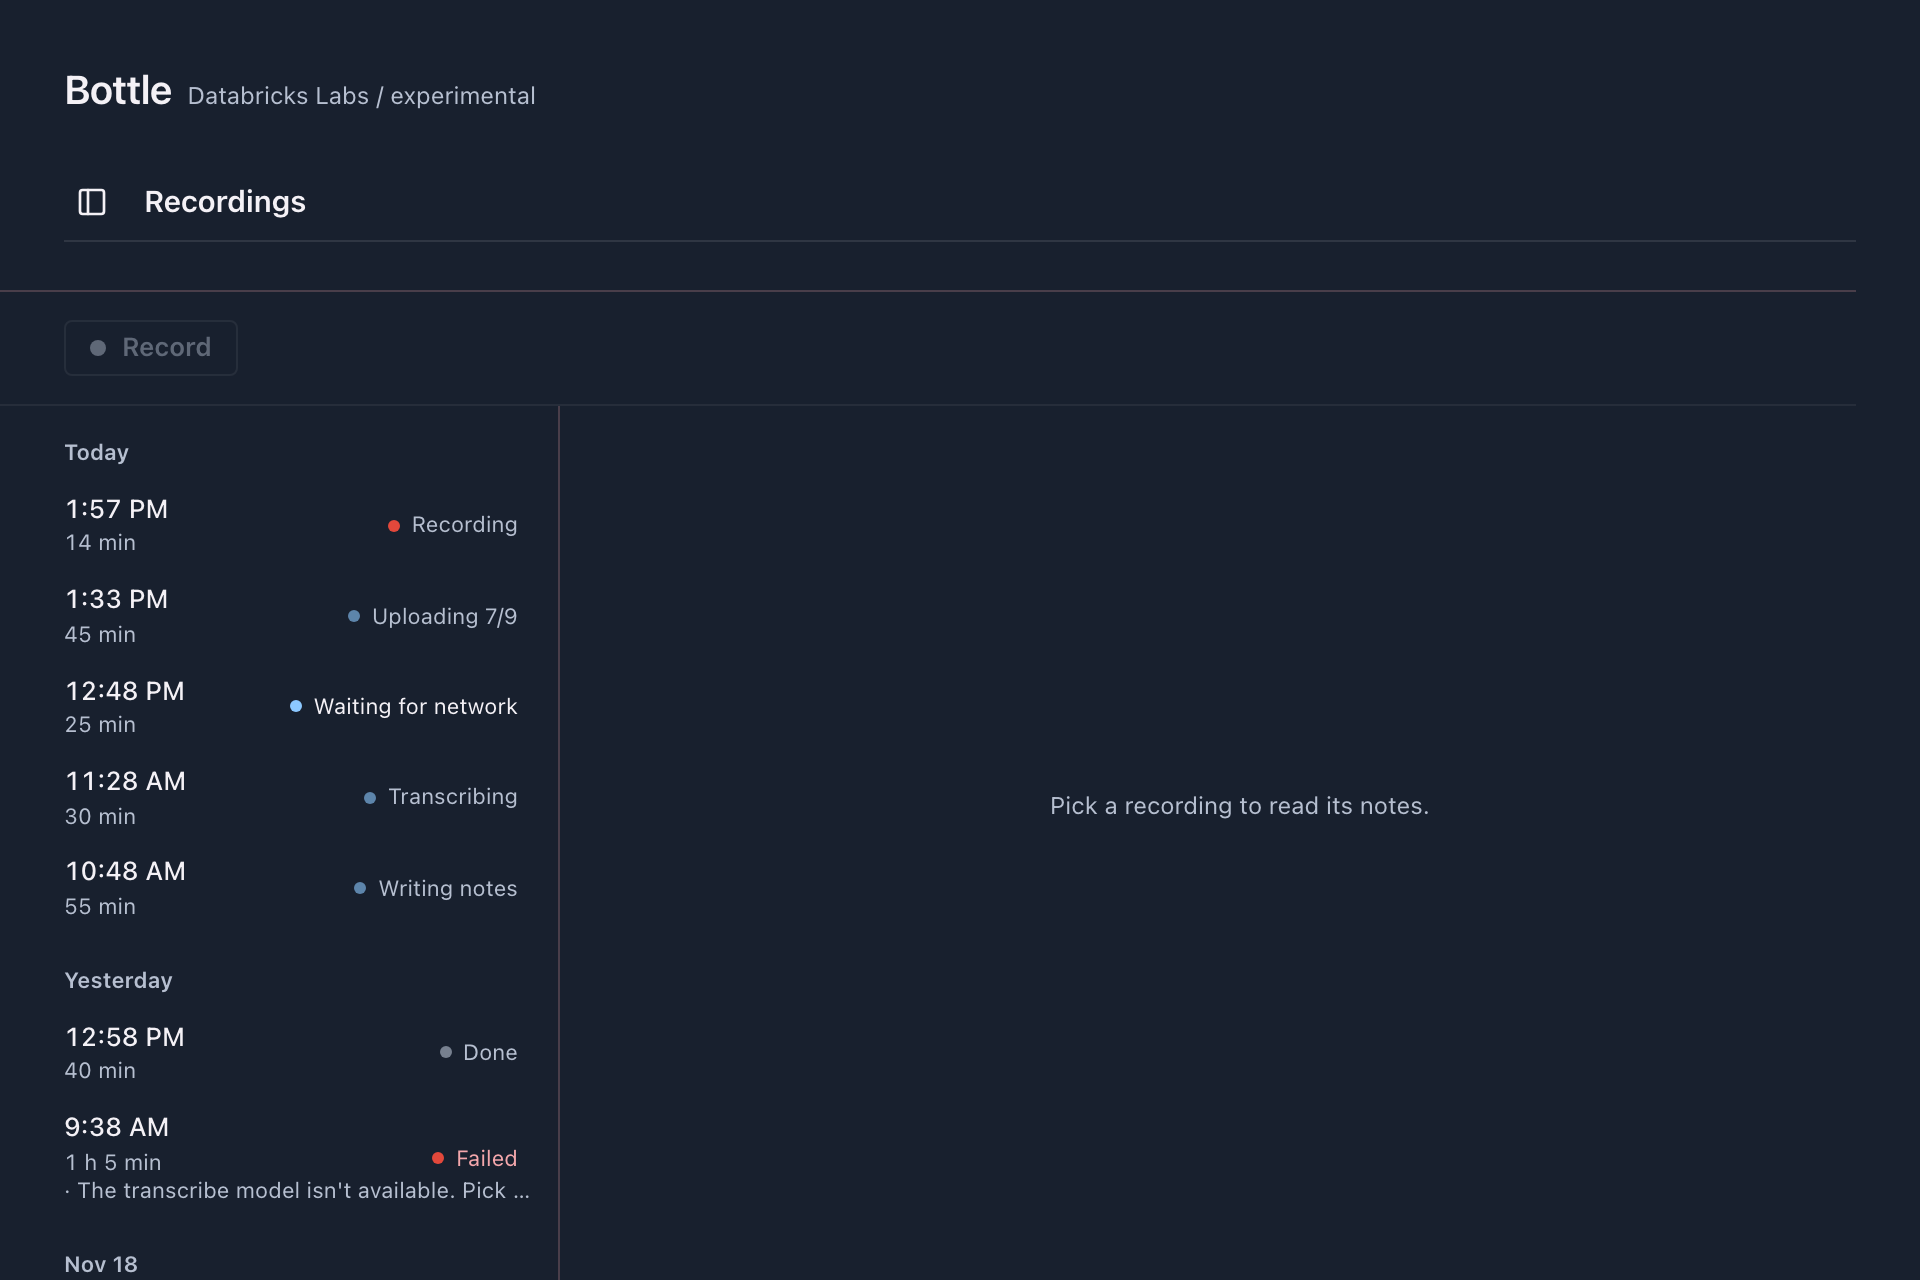 Bottle Databricks Labs / experimental
Recordings
Record
Today
1:57 PM
14 min
Recording
1:33 PM
45 min
Uploading 7/9
12:48 PM
25 min
Waiting for network
11:28 AM
30 min
Transcribing
10:48 AM
55 min
Writing notes
Yesterday
12:58 PM
40 min
Done
9:38 AM
1 h 5 min
Failed
· The transcribe model isn't available. Pick ...
Nov 18
Pick a recording to read its notes.